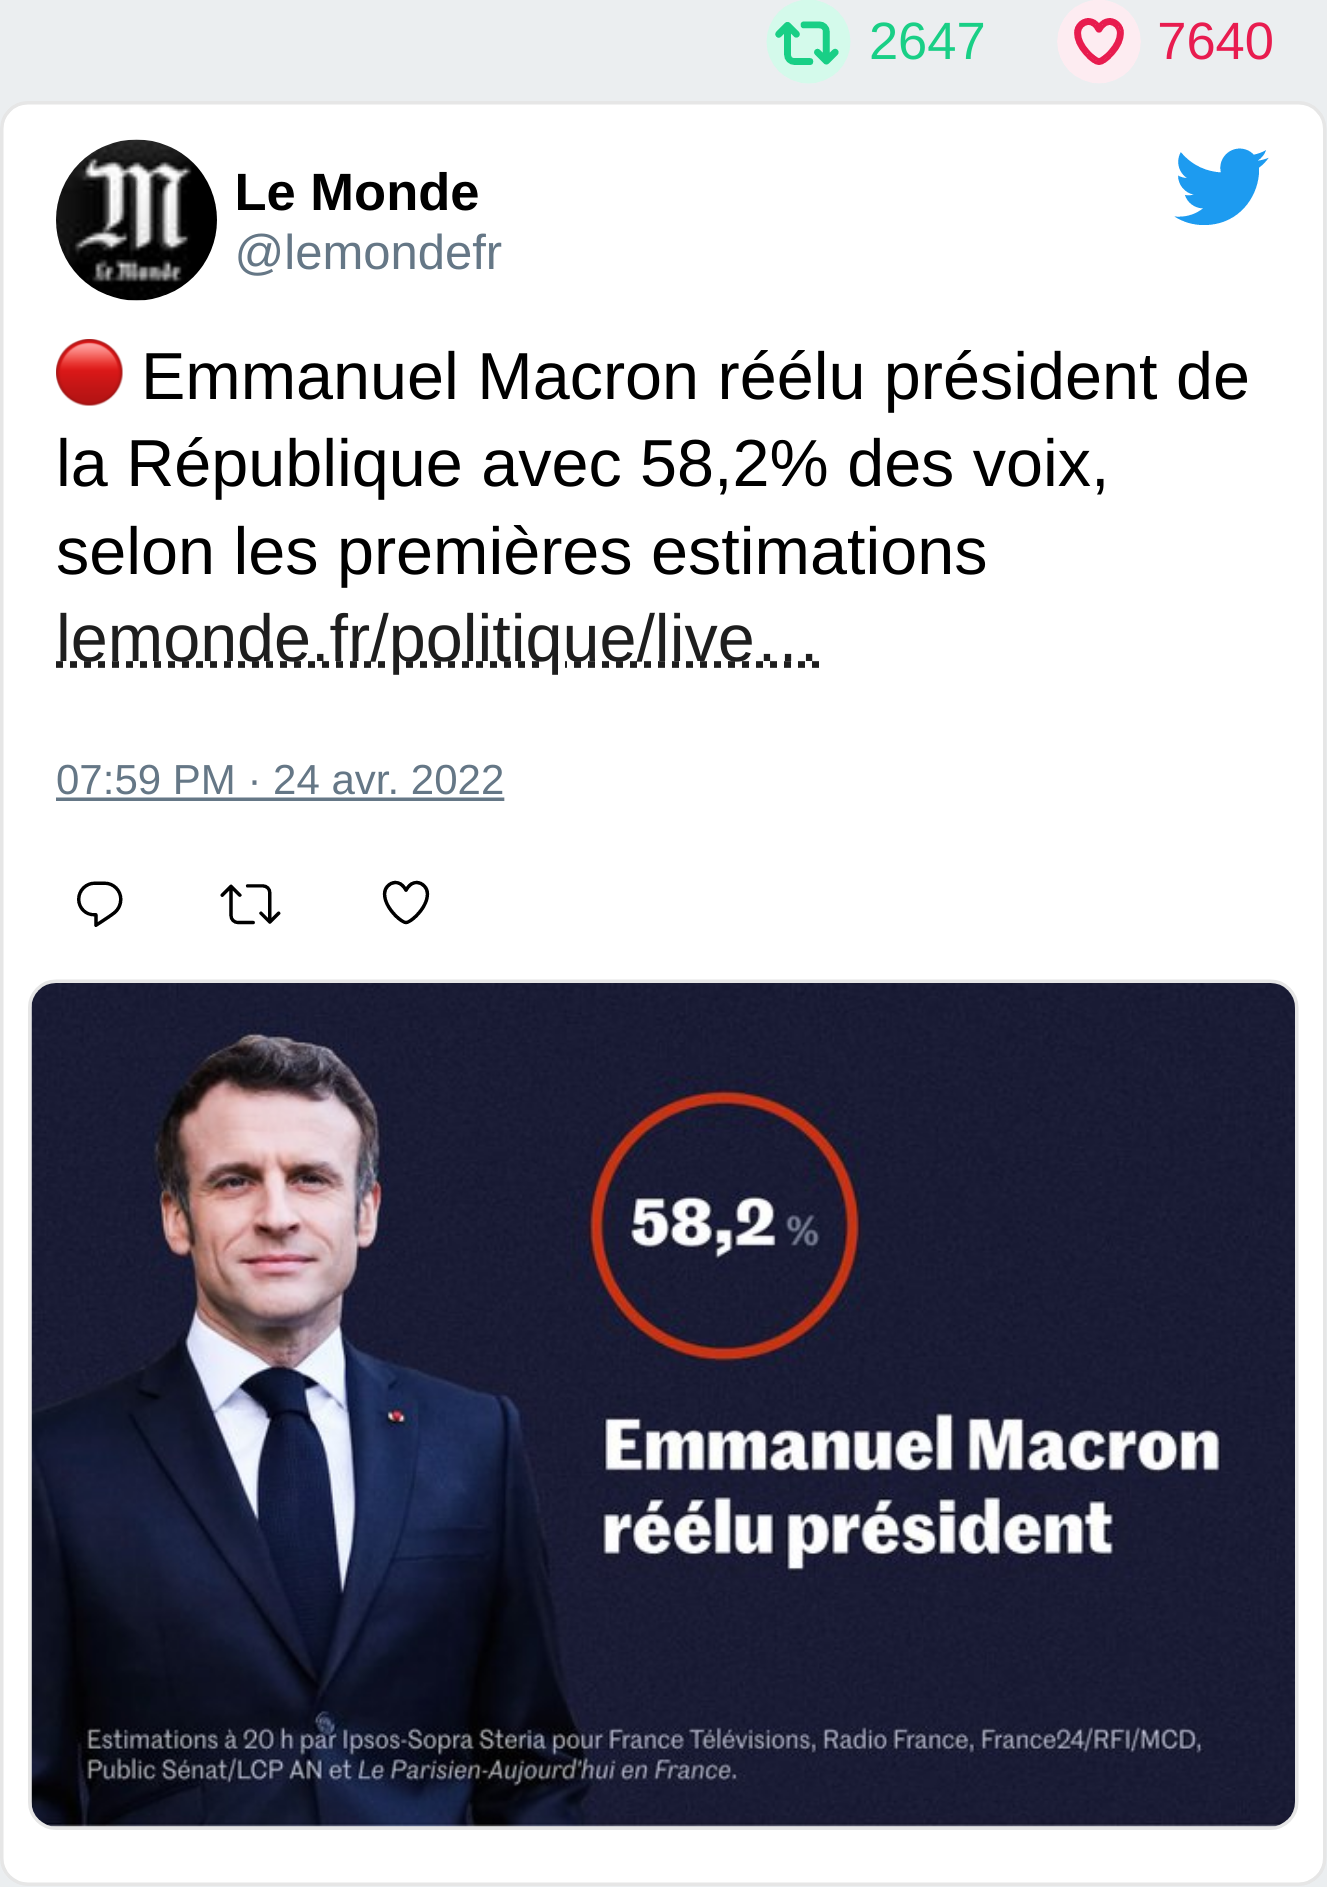 2647 7640
Le Monde
Le Monde
@lemondefr
🔴 Emmanuel Macron réélu président de
la République avec 58,2% des voix,
selon les premières estimations
lemonde.fr/politique/live…
07:59 PM · 24 avr. 2022
58,2 %
Emmanuel Macron
réélu président
Estimations à 20 h par Ipsos-Sopra Steria pour France Télévisions, Radio France, France24/RFI/MCD,
Public Sénat/LCP AN et Le Parisien-Aujourd'hui en France.